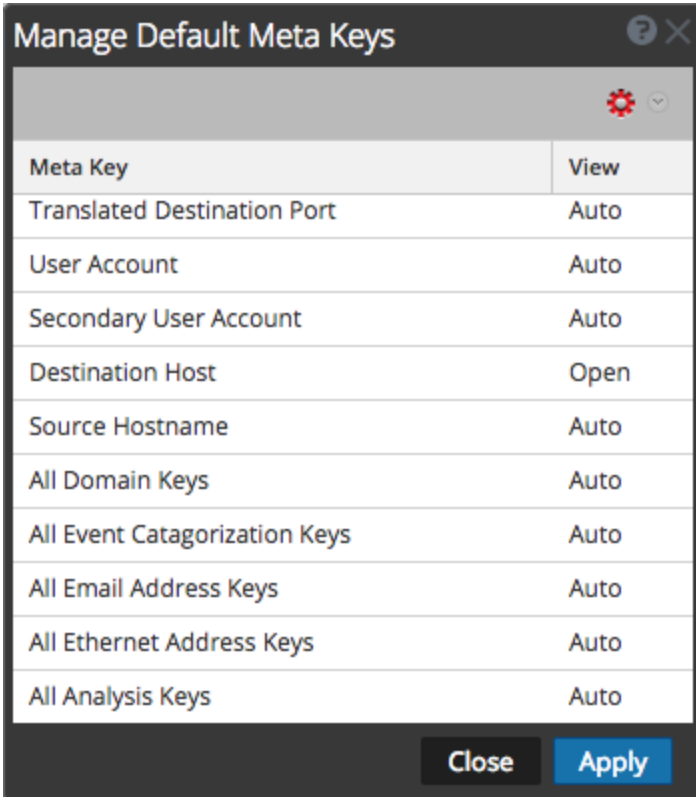 Manage Default Meta Keys
Meta Key View
Translated Destination Port Auto
User Account Auto
Secondary User Account Auto
Destination Host Open
Source Hostname Auto
All Domain Keys Auto
All Event Catagorization Keys Auto
All Email Address Keys Auto
All Ethernet Address Keys Auto
All Analysis Keys Auto
Close Apply